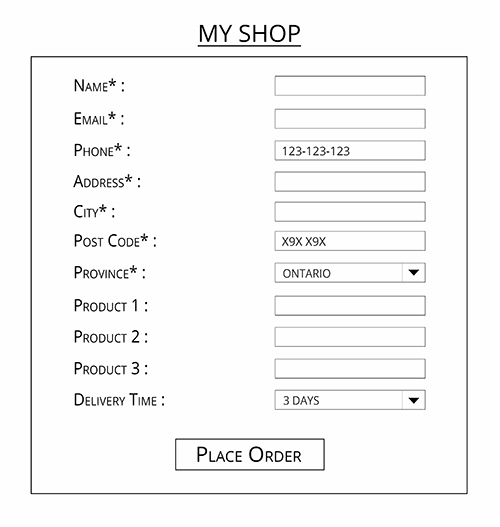 MY SHOP
Name* :
Email* :
Phone* : 123-123-123
Address* :
City* :
Post Code* : X9X X9X
Province* : ONTARIO
Product 1 :
Product 2 :
Product 3 :
Delivery Time : 3 DAYS
Place Order